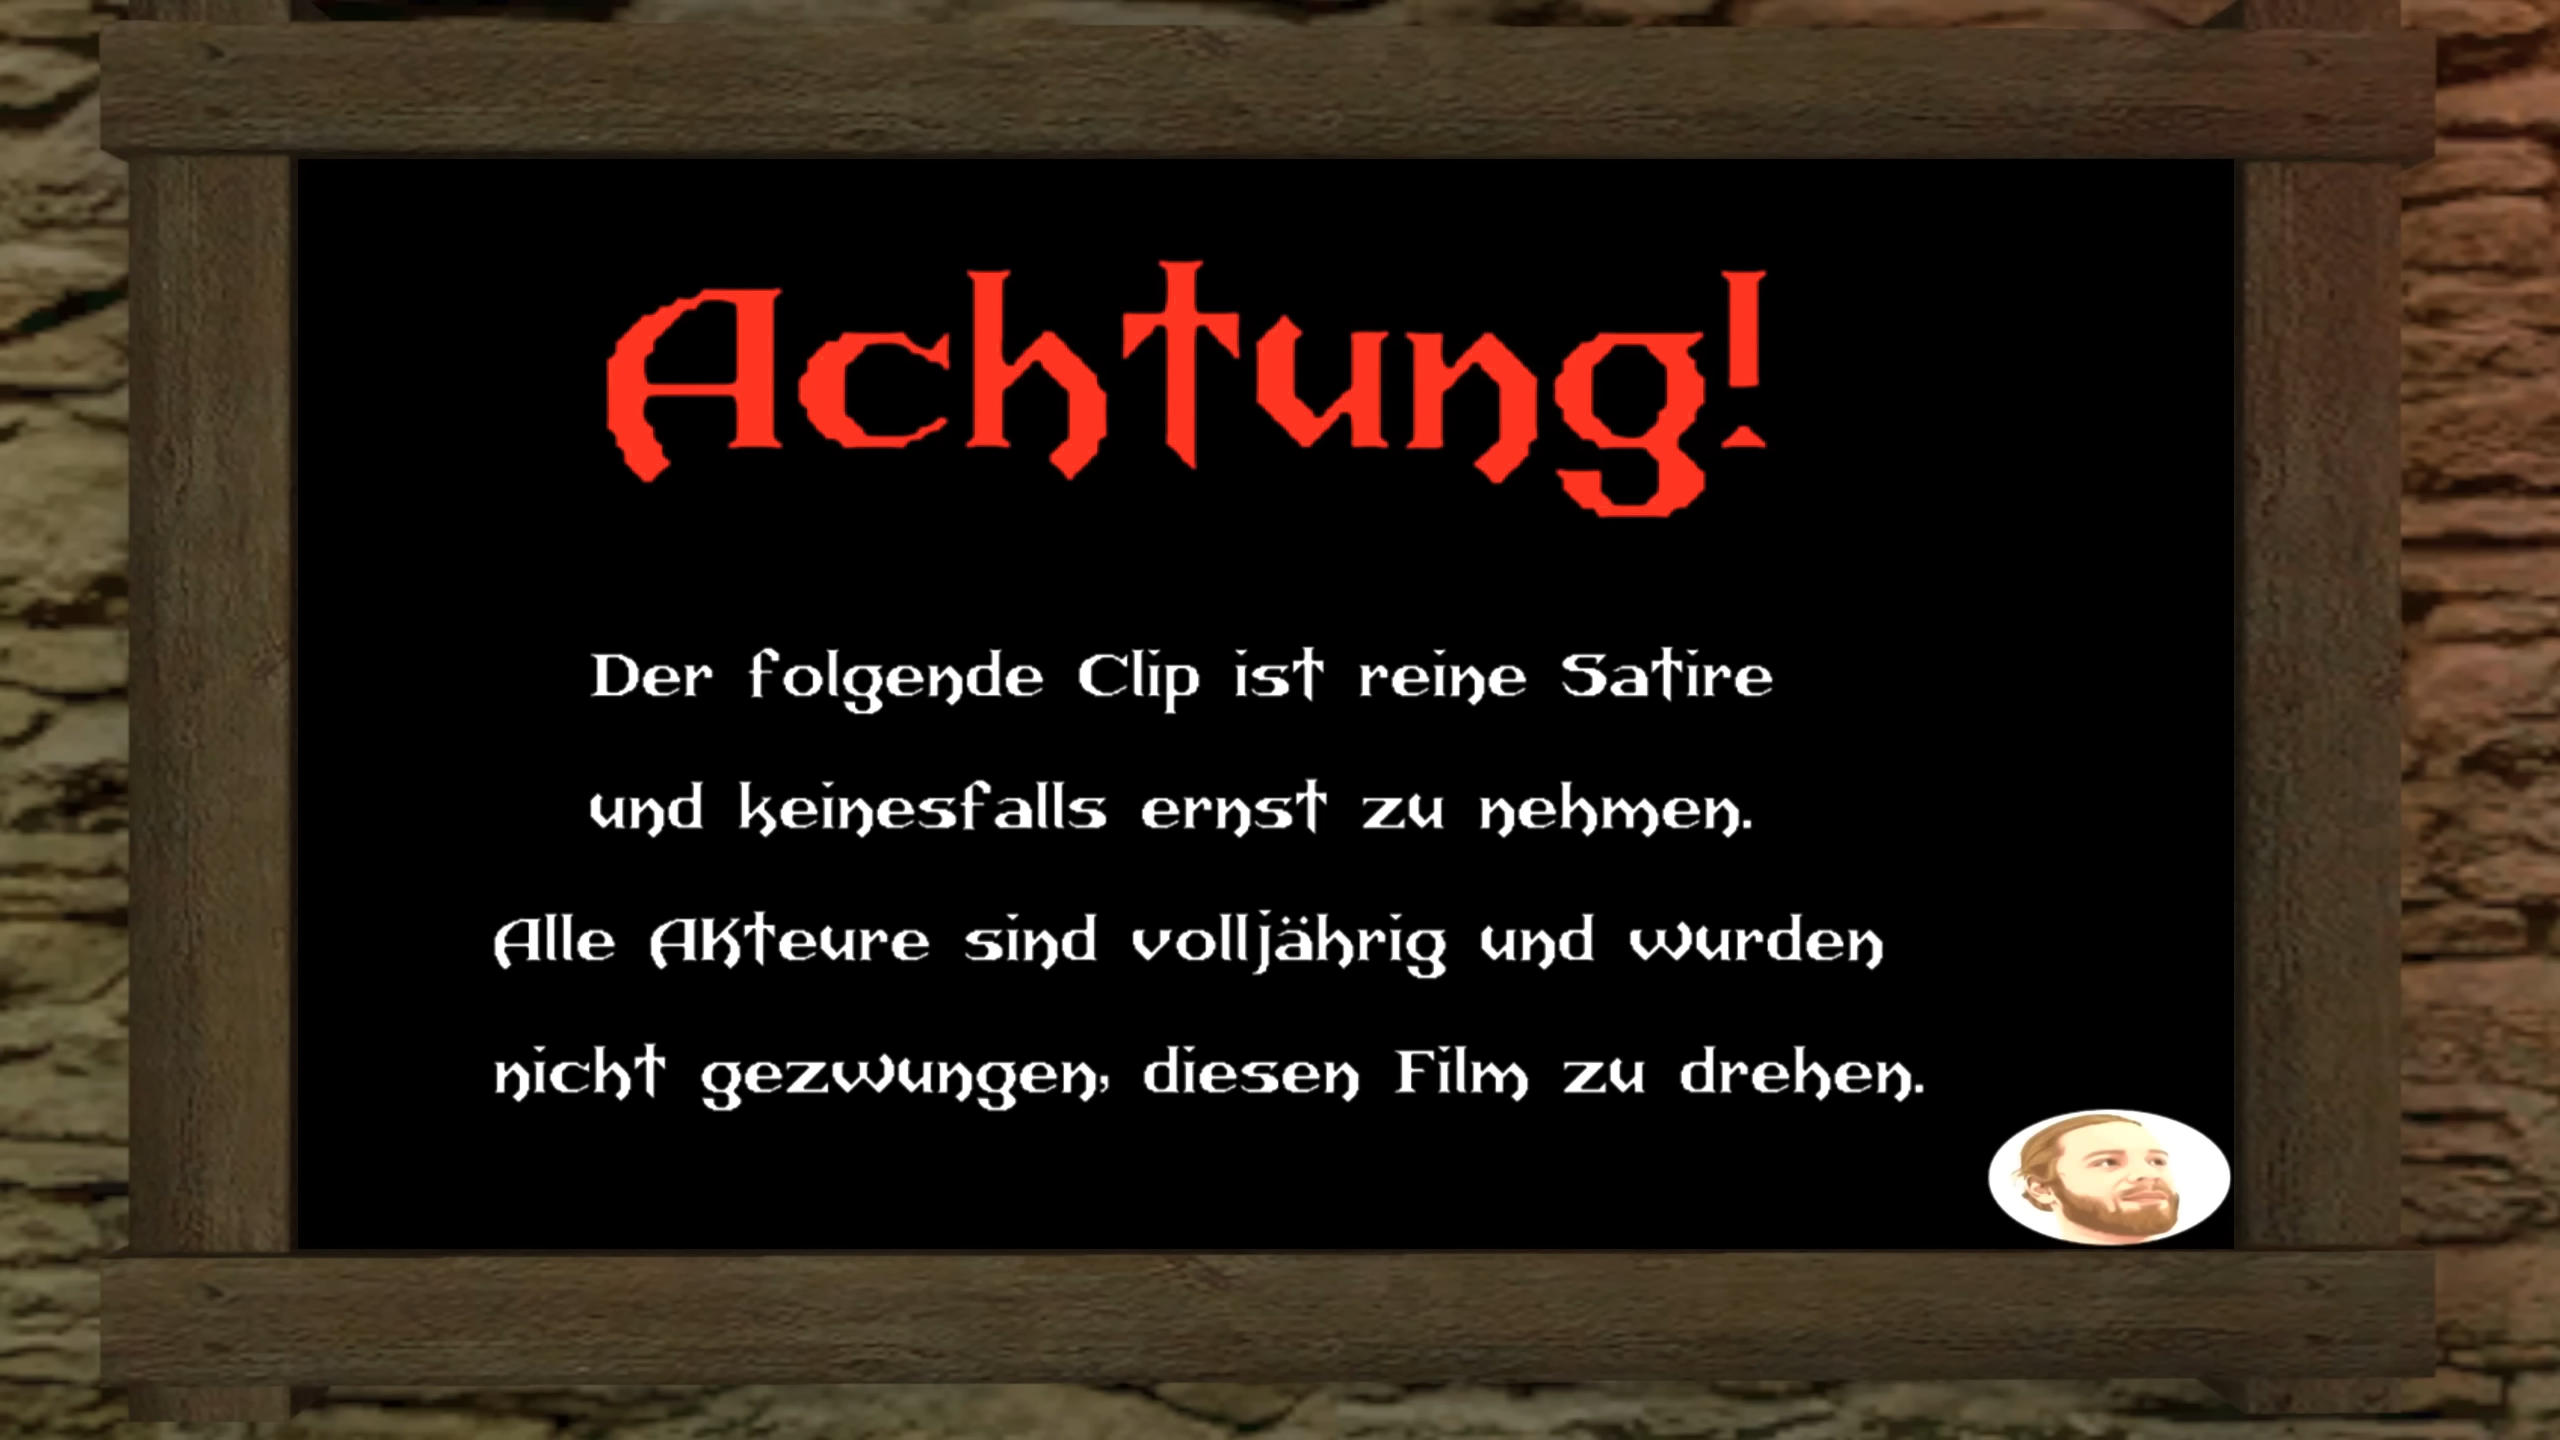 Achtung!
Der folgende Clip ist reine Satire
und keinesfalls ernst zu nehmen.
Alle AKteure sind volljährig und wurden
nicht gezwungen, diesen Film zu drehen.